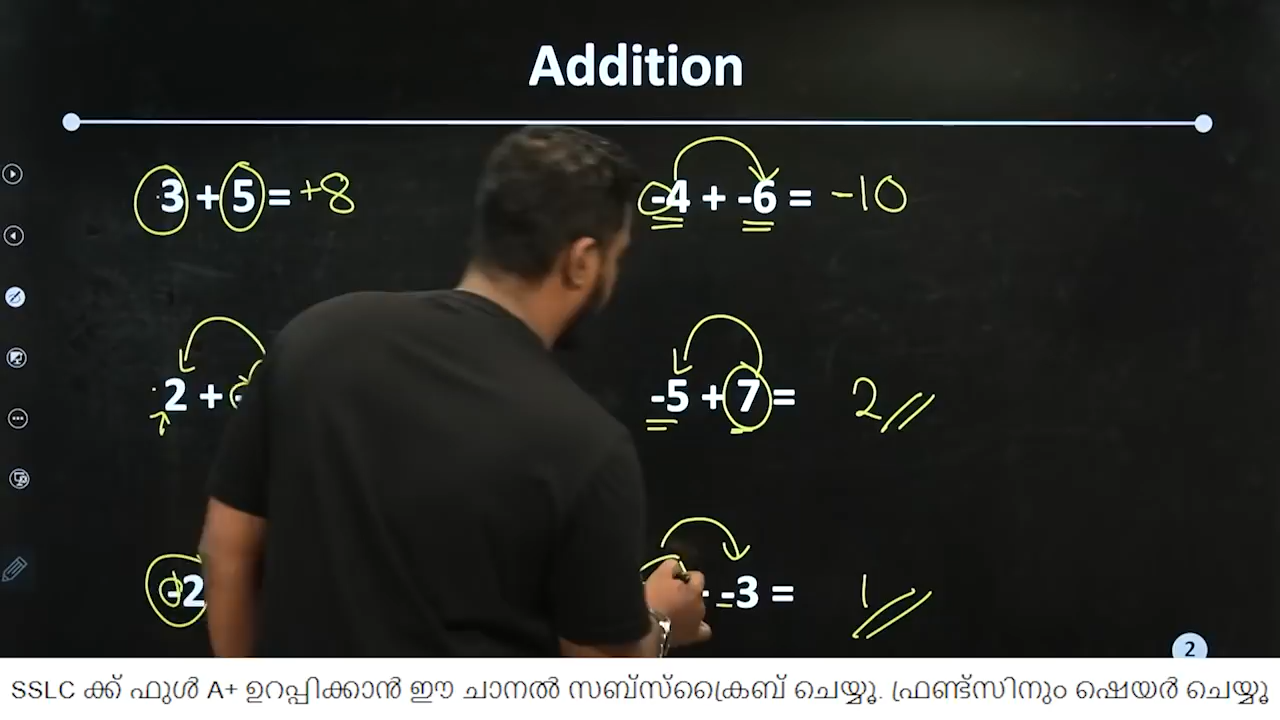 Addition
3 + 5 = +8
-4 + -6 = -10
2 +
-5 + 7 = 2
-2
-3 = 1
2
SSLC ക്ക് ഫുൾ A+ ഉറപ്പിക്കാൻ ഈ ചാനൽ സബ്സ്ക്രൈബ് ചെയ്യൂ. ഫ്രണ്ട്സിനും ഷെയർ ചെയ്യൂ